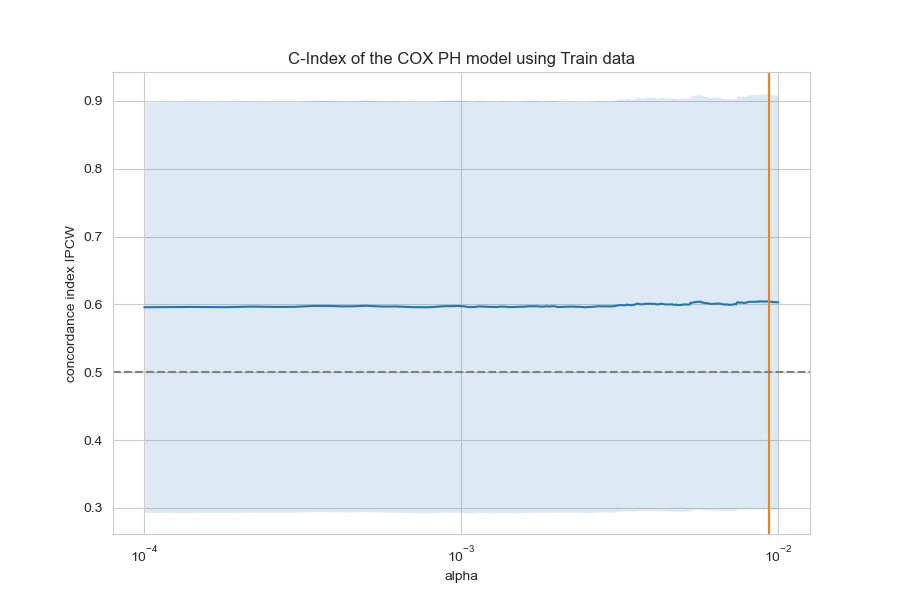 C-Index of the COX PH model using Train data
concordance index IPCW
0.9
0.8
0.7
0.6
0.5
0.4
0.3
10⁻⁴ 10⁻³ 10⁻²
alpha